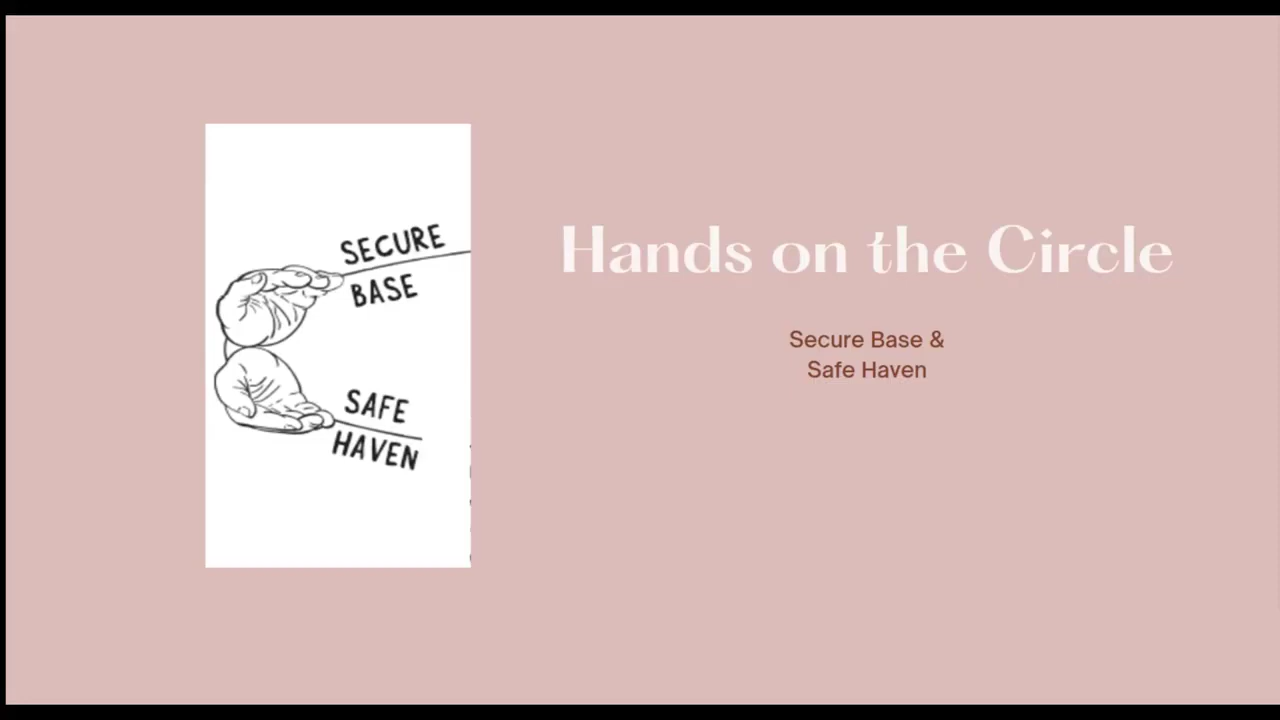 SECURE
BASE
SAFE
HAVEN
Hands on the Circle
Secure Base &
Safe Haven